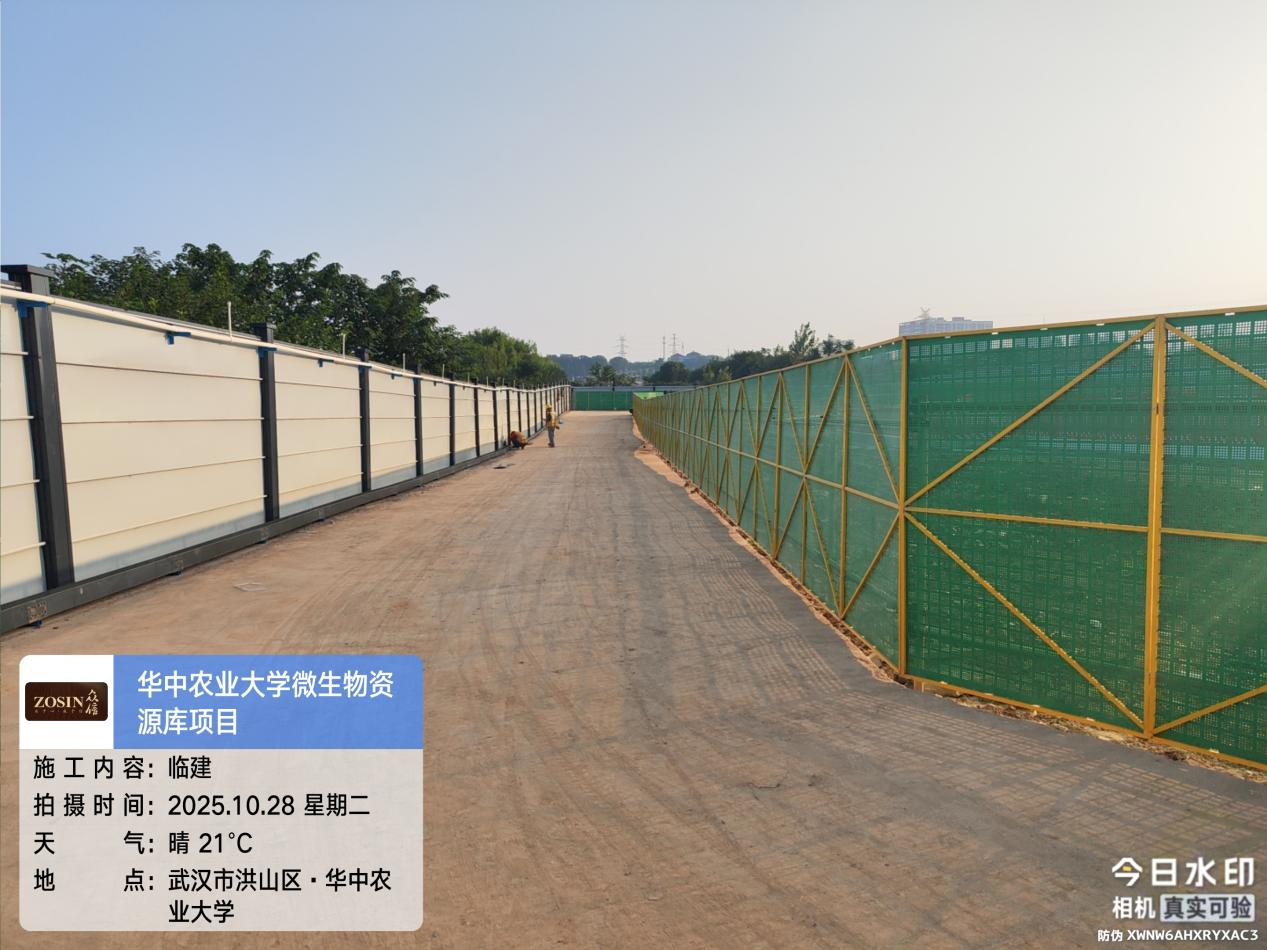 ZOSIN 众信
华中农业大学微生物资
源库项目
施工内容：临建
拍摄时间：2025.10.28 星期二
天气：晴 21°C
地点：武汉市洪山区·华中农
业大学
今日水印
相机 真实可验
防伪 XWNW6AHXRYXAC3